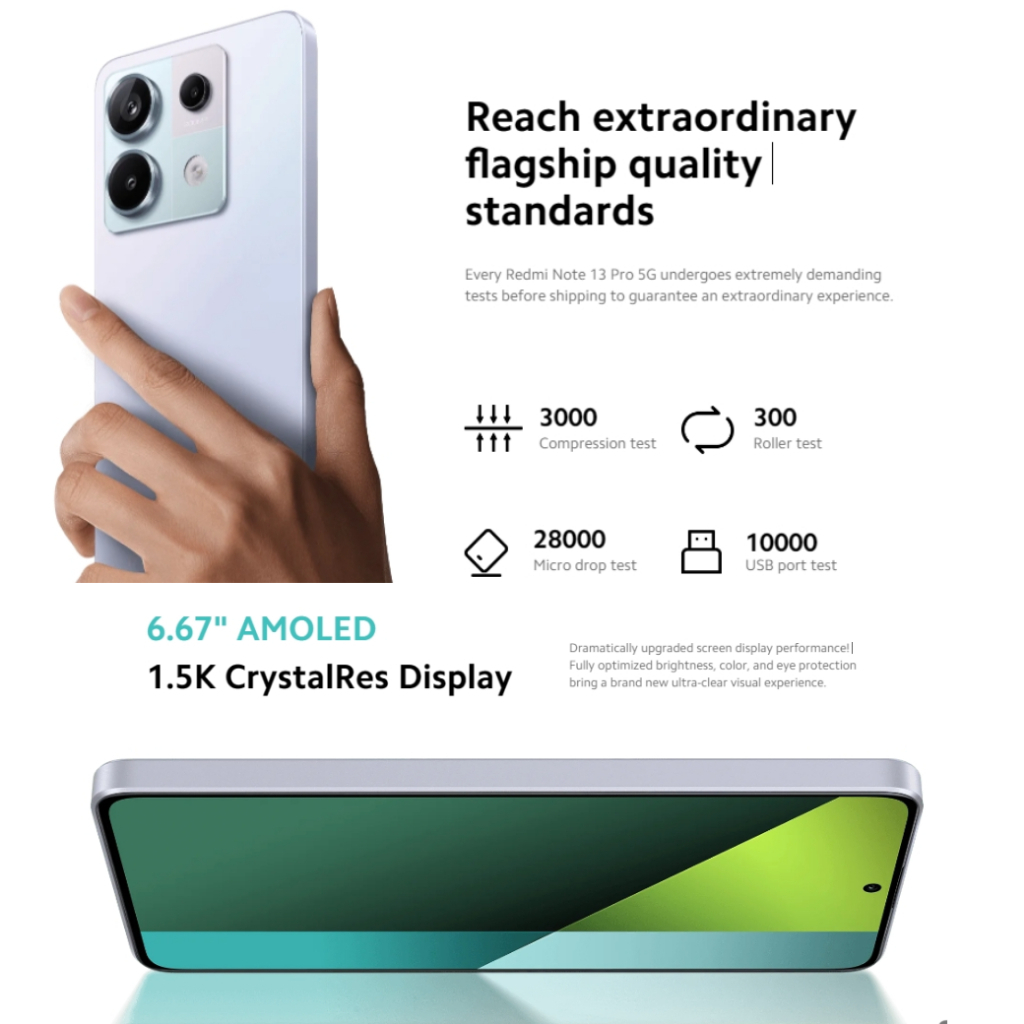 Reach extraordinary
flagship quality
standards
Every Redmi Note 13 Pro 5G undergoes extremely demanding
tests before shipping to guarantee an extraordinary experience.
3000
Compression test
300
Roller test
28000
Micro drop test
10000
USB port test
6.67" AMOLED
1.5K CrystalRes Display
Dramatically upgraded screen display performance!
Fully optimized brightness, color, and eye protection
bring a brand new ultra-clear visual experience.